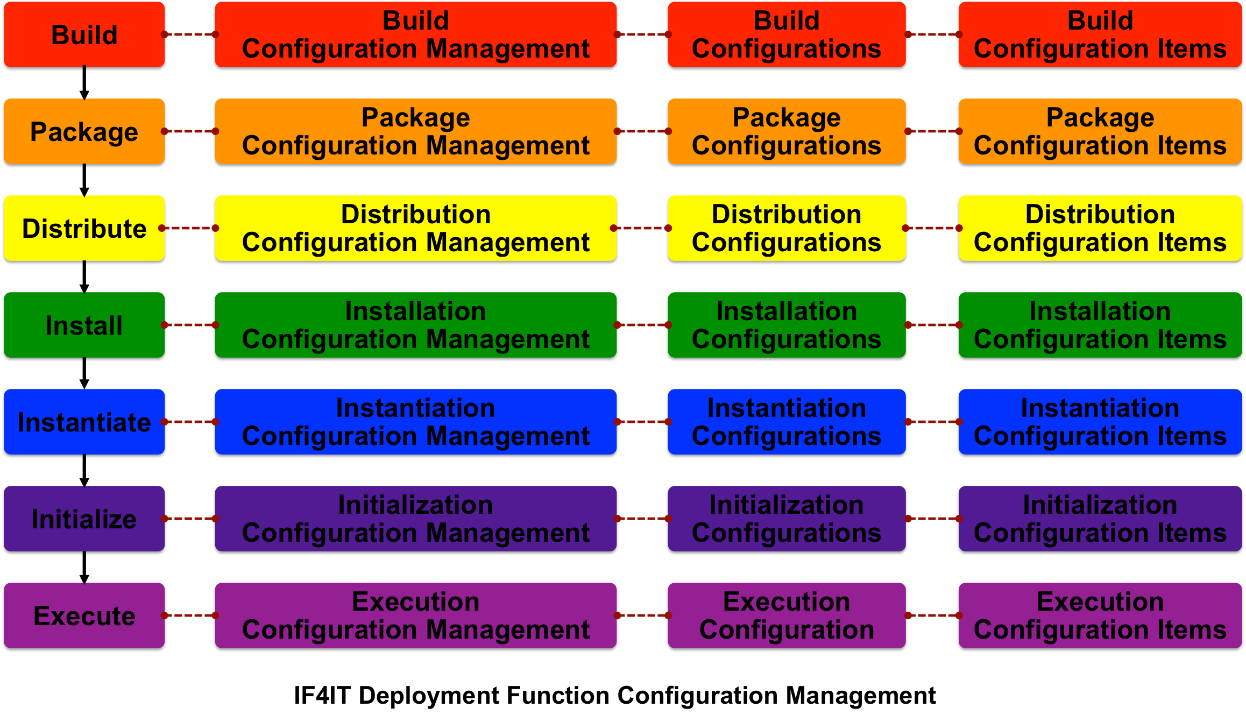 Build
Build
Configuration Management
Build
Configurations
Build
Configuration Items
Package
Package
Configuration Management
Package
Configurations
Package
Configuration Items
Distribute
Distribution
Configuration Management
Distribution
Configurations
Distribution
Configuration Items
Install
Installation
Configuration Management
Installation
Configurations
Installation
Configuration Items
Instantiate
Instantiation
Configuration Management
Instantiation
Configurations
Instantiation
Configuration Items
Initialize
Initialization
Configuration Management
Initialization
Configurations
Initialization
Configuration Items
Execute
Execution
Configuration Management
Execution
Configuration
Execution
Configuration Items
IF4IT Deployment Function Configuration Management